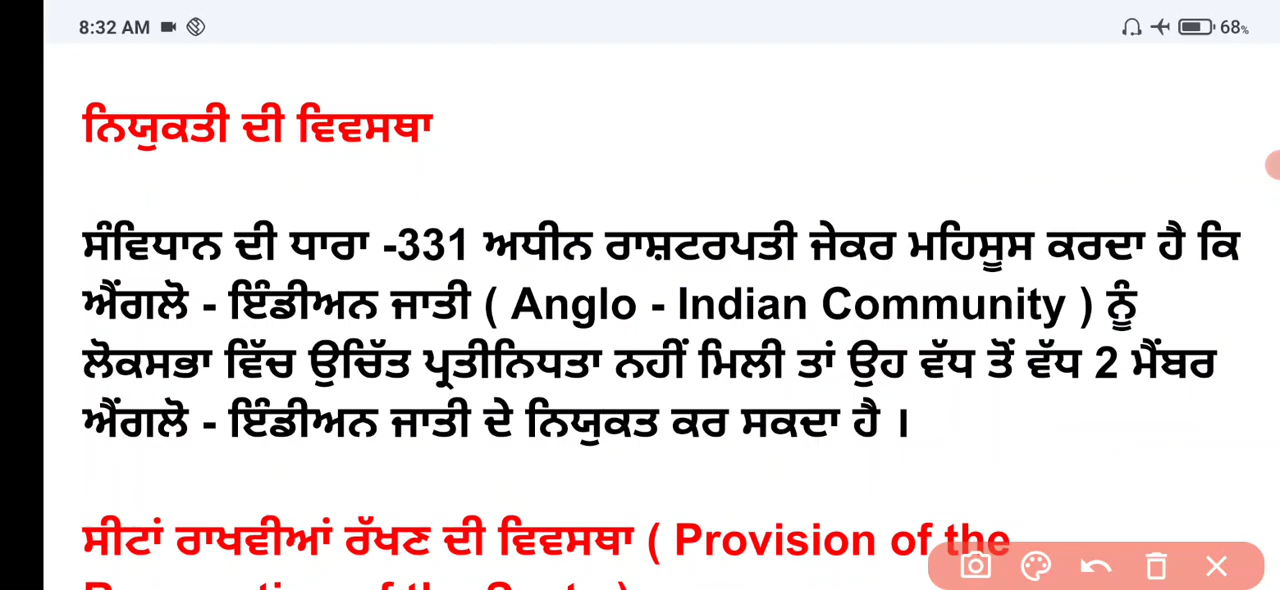 8:32 AM
68%
ਨਿਯੁਕਤੀ ਦੀ ਵਿਵਸਥਾ
ਸੰਵਿਧਾਨ ਦੀ ਧਾਰਾ -331 ਅਧੀਨ ਰਾਸ਼ਟਰਪਤੀ ਜੇਕਰ ਮਹਿਸੂਸ ਕਰਦਾ ਹੈ ਕਿ
ਐਂਗਲੋ - ਇੰਡੀਅਨ ਜਾਤੀ ( Anglo - Indian Community ) ਨੂੰ
ਲੋਕਸਭਾ ਵਿੱਚ ਉਚਿੱਤ ਪ੍ਰਤੀਨਿਧਤਾ ਨਹੀਂ ਮਿਲੀ ਤਾਂ ਉਹ ਵੱਧ ਤੋਂ ਵੱਧ 2 ਮੈਂਬਰ
ਐਂਗਲੋ - ਇੰਡੀਅਨ ਜਾਤੀ ਦੇ ਨਿਯੁਕਤ ਕਰ ਸਕਦਾ ਹੈ ।
ਸੀਟਾਂ ਰਾਖਵੀਆਂ ਰੱਖਣ ਦੀ ਵਿਵਸਥਾ ( Provision of the